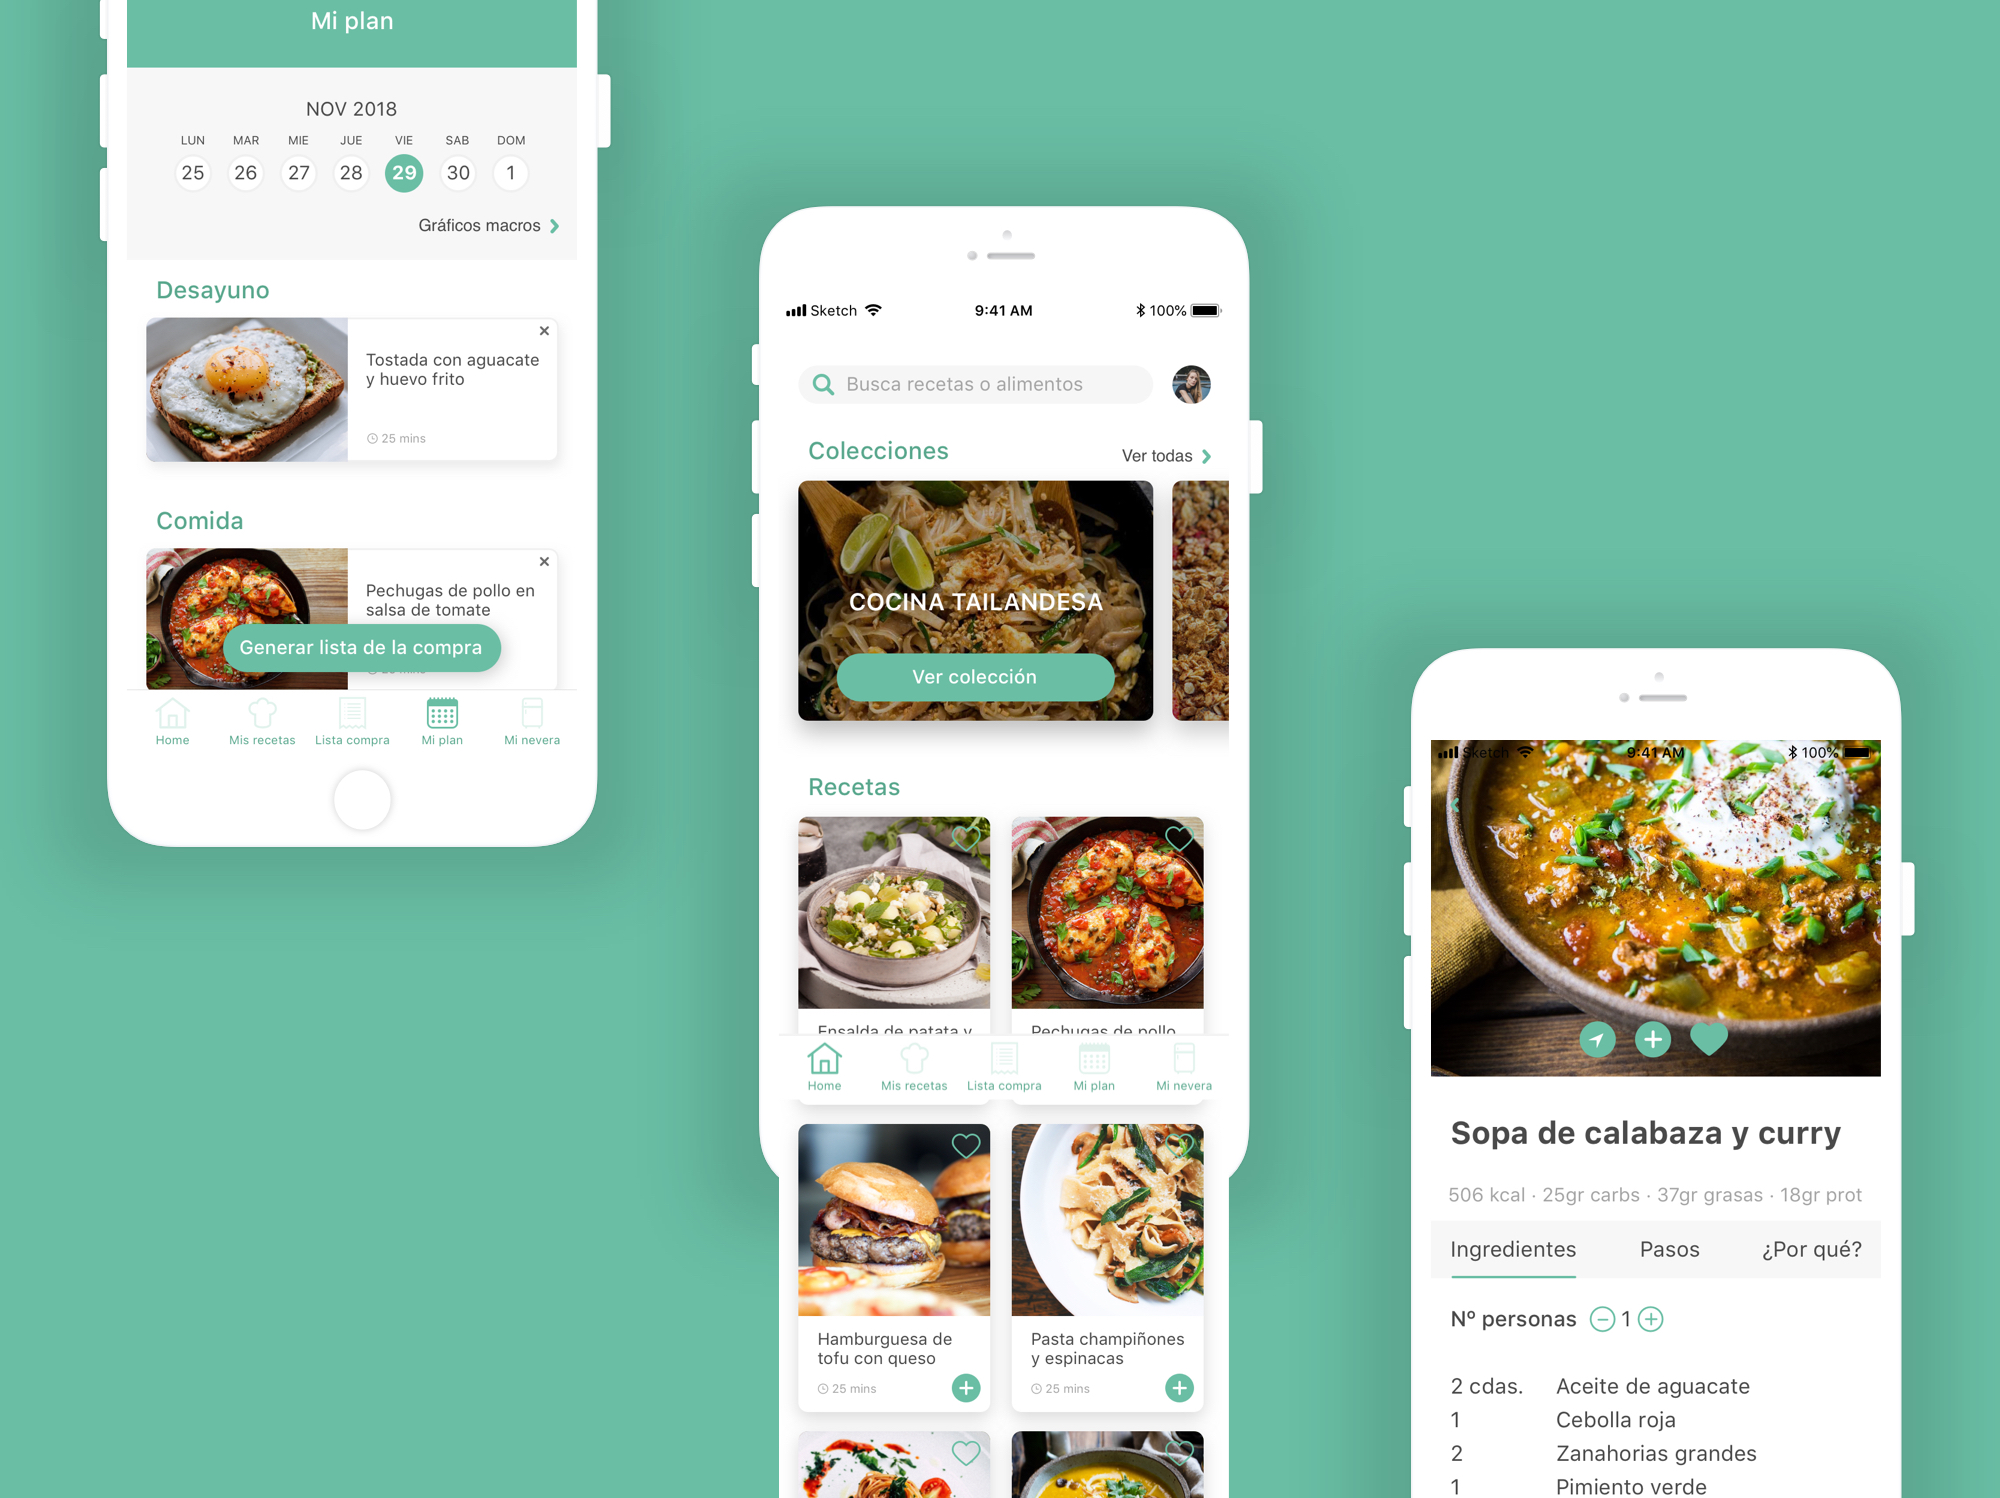 Mi plan
NOV 2018
LUN MAR MIE JUE VIE SAB DOM
25 26 27 28 29 30 1
Gráficos macros
Desayuno
Tostada con aguacate
y huevo frito
25 mins
Comida
Pechugas de pollo en
salsa de tomate
Generar lista de la compra
Home Mis recetas Lista compra Mi plan Mi nevera
Sketch 9:41 AM 100%
Busca recetas o alimentos
Colecciones Ver todas
COCINA TAILANDESA
Ver colección
Recetas
Ensalda de patata y Pechugas de pollo
Home Mis recetas Lista compra Mi plan Mi nevera
Hamburguesa de
tofu con queso
25 mins
Pasta champiñones
y espinacas
25 mins
Sketch 9:41 AM 100%
Sopa de calabaza y curry
506 kcal · 25gr carbs · 37gr grasas · 18gr prot
Ingredientes Pasos ¿Por qué?
Nº personas 1
2 cdas. Aceite de aguacate
1 Cebolla roja
2 Zanahorias grandes
1 Pimiento verde